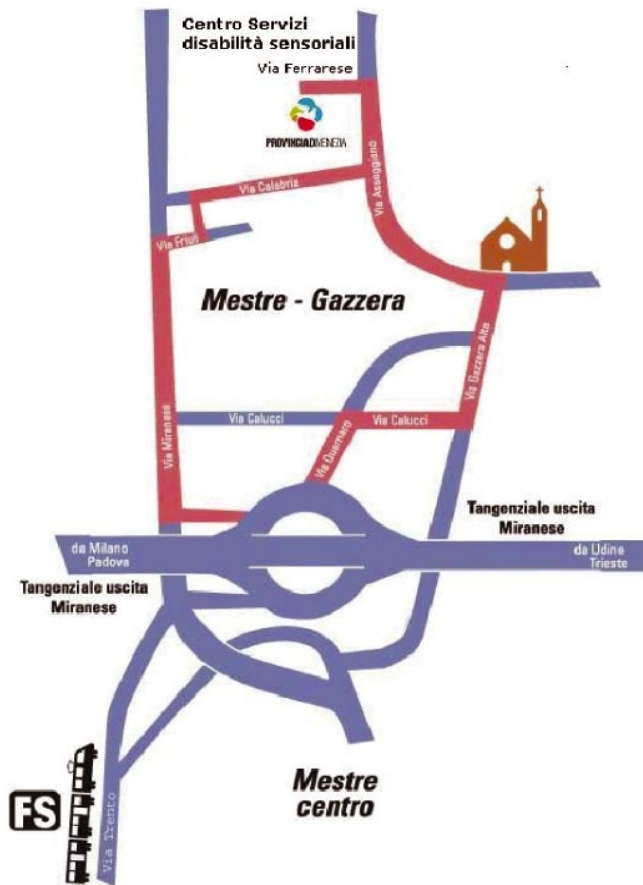 Centro Servizi
disabilità sensoriali
Via Ferrarese
PROVINCIADIVENEZIA
Via Calabria
Via Asseggiano
Via Friuli
Mestre - Gazzera
Via Gazzera Alta
Via Miranese
Via Calucci
Via Quarnaro
Via Calucci
Tangenziale uscita
Miranese
da Milano
Padova
da Udine
Trieste
Tangenziale uscita
Miranese
Mestre
centro
FS
Via Trento